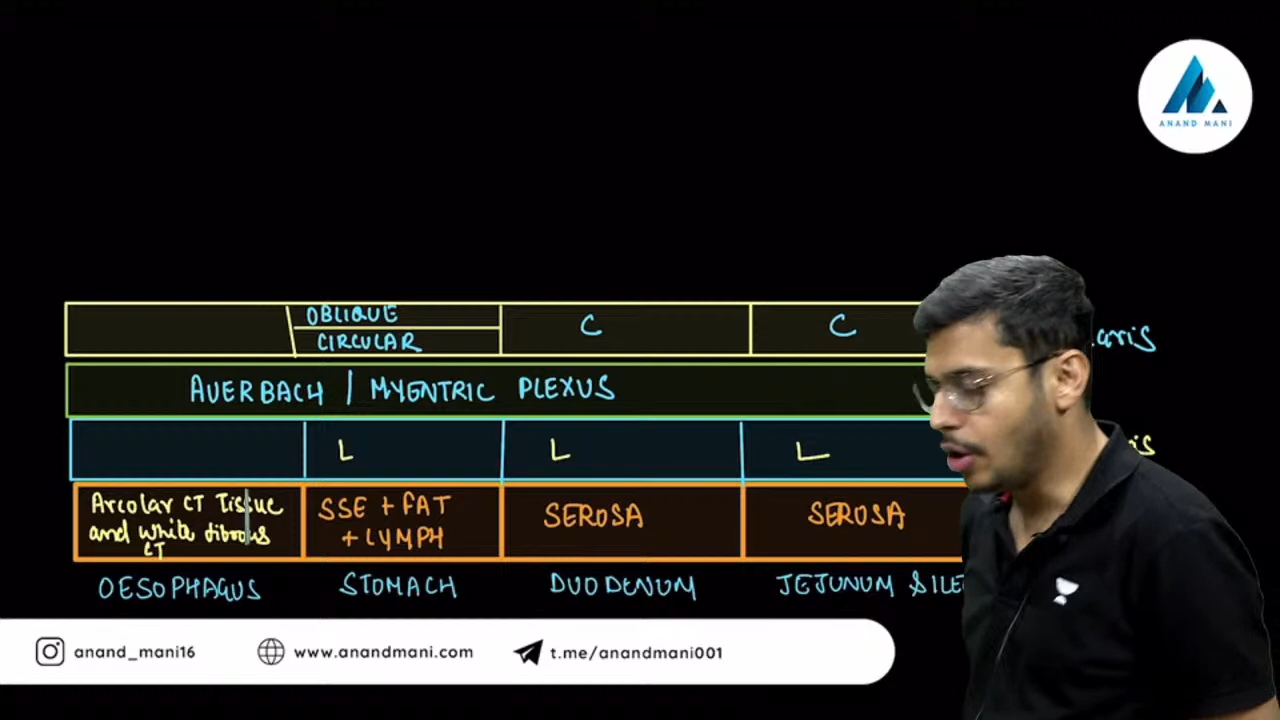 ANAND MANI
OBLIQUE
CIRCULAR
C
C
AUERBACH / MYENTRIC PLEXUS
L
L
L
Arcolar CT Tissue
and white fibrous
CT
SSE + FAT
+ LYMPH
SEROSA
SEROSA
OESOPHAGUS
STOMACH
DUODENUM
JEJUNUM
anand_mani16
www.anandmani.com
t.me/anandmani001